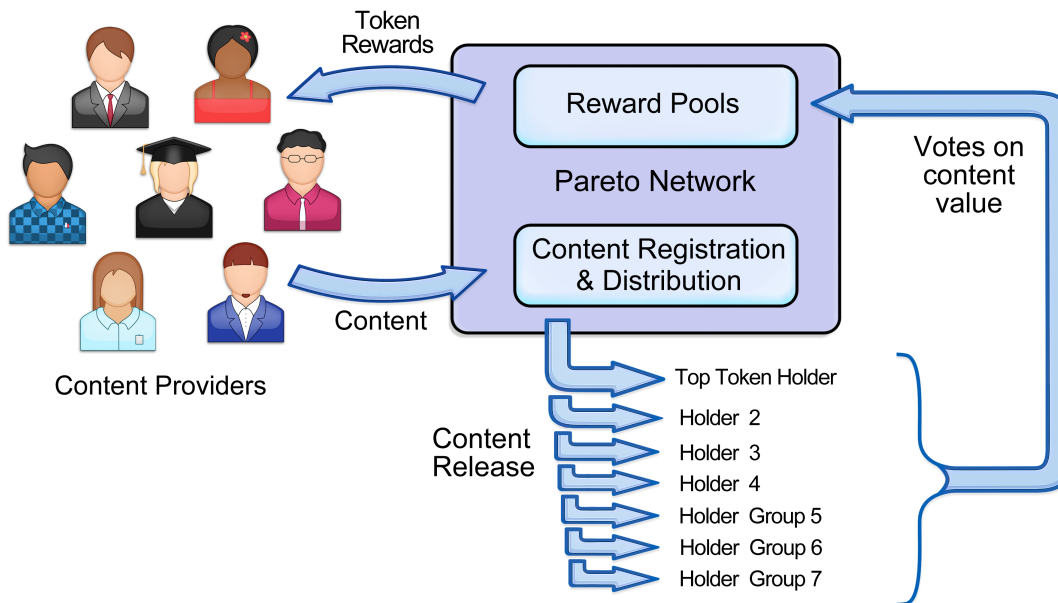 Token
Rewards
Reward Pools
Pareto Network
Votes on
content
value
Content Registration
& Distribution
Content
Content Providers
Content
Release
Top Token Holder
Holder 2
Holder 3
Holder 4
Holder Group 5
Holder Group 6
Holder Group 7